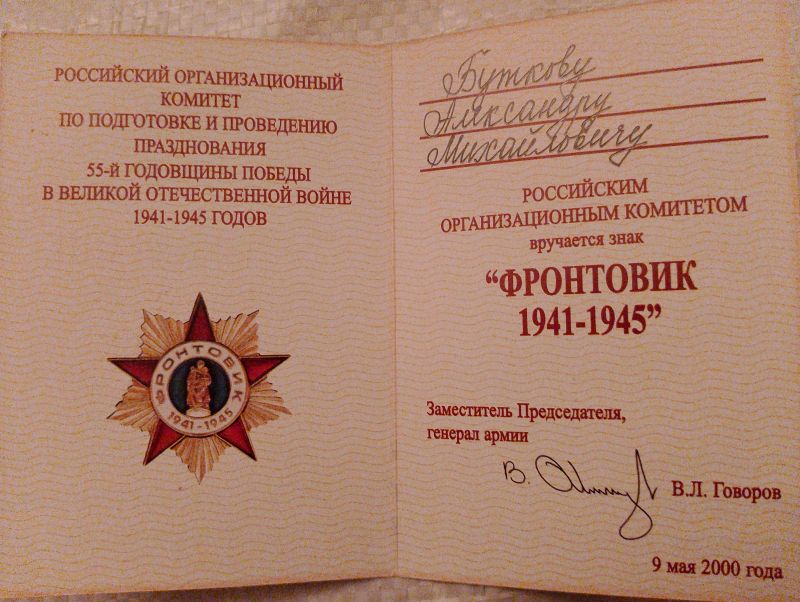 РОССИЙСКИЙ ОРГАНИЗАЦИОННЫЙ
КОМИТЕТ
ПО ПОДГОТОВКЕ И ПРОВЕДЕНИЮ
ПРАЗДНОВАНИЯ
55-й ГОДОВЩИНЫ ПОБЕДЫ
В ВЕЛИКОЙ ОТЕЧЕСТВЕННОЙ ВОЙНЕ
1941-1945 ГОДОВ
ФРОНТОВИК
1941-1945
Буткову
Александру
Михайловичу
РОССИЙСКИМ
ОРГАНИЗАЦИОННЫМ КОМИТЕТОМ
вручается знак
“ФРОНТОВИК
1941-1945”
Заместитель Председателя,
генерал армии
В.Л. Говоров
9 мая 2000 года